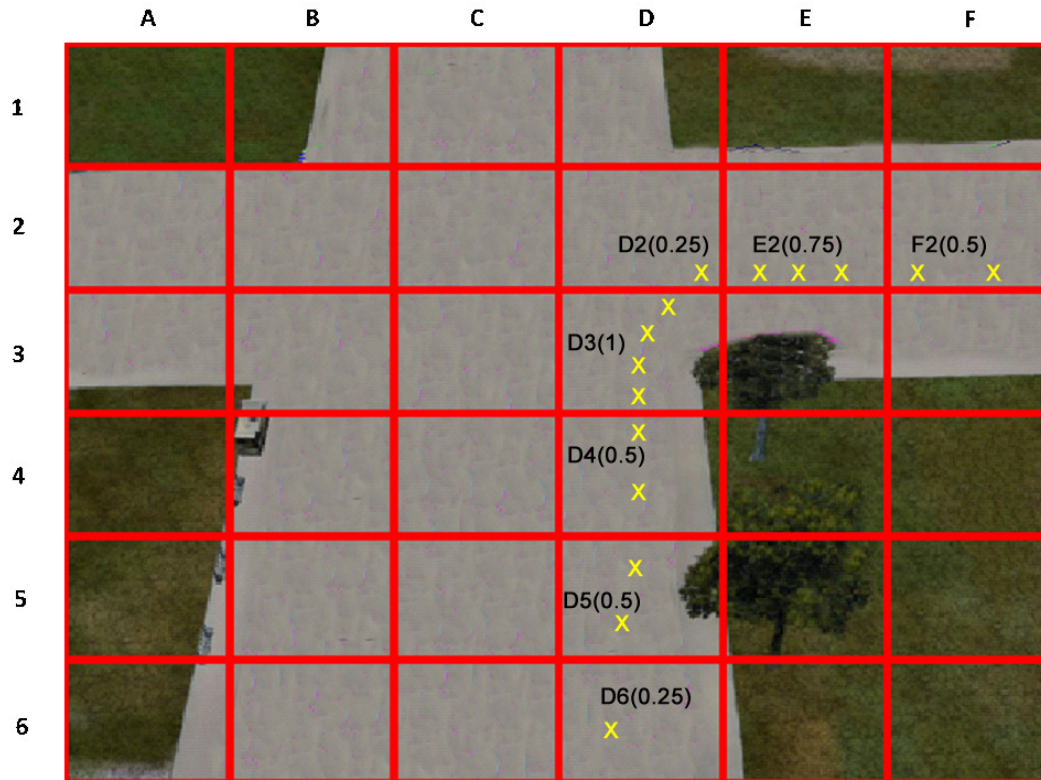 A B C D E F
1
2
D2(0.25) E2(0.75) F2(0.5)
X X X X X X
X
X
3
D3(1)
X
X
X
4
D4(0.5)
X
X
5
D5(0.5)
X
D6(0.25)
6
X